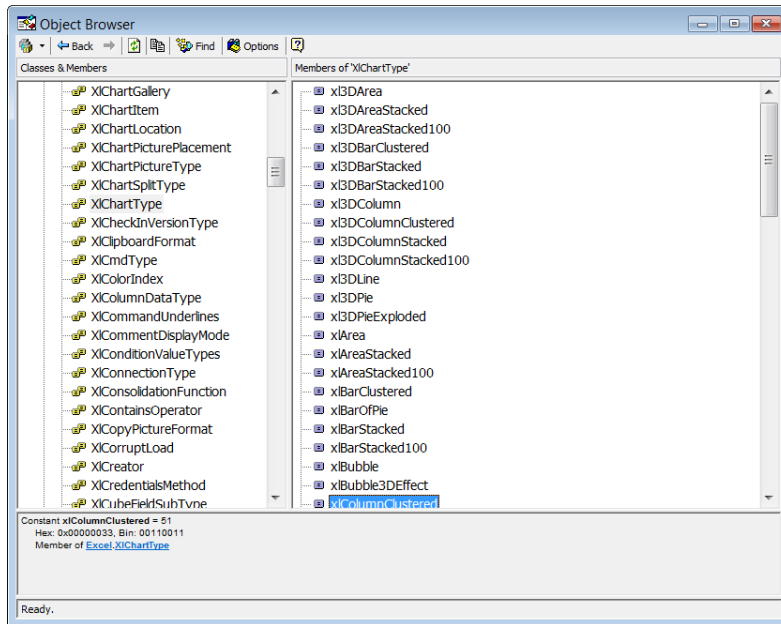 Object Browser
Back Find Options
Classes & Members
Members of 'XlChartType'
XlChartGallery
XlChartItem
XlChartLocation
XlChartPicturePlacement
XlChartPictureType
XlChartSplitType
XlChartType
XlCheckInVersionType
XlClipboardFormat
XlCmdType
XlColorIndex
XlColumnDataType
XlCommandUnderlines
XlCommentDisplayMode
XlConditionValueTypes
XlConnectionType
XlConsolidationFunction
XlContainsOperator
XlCopyPictureFormat
XlCorruptLoad
XlCreator
XlCredentialsMethod
XlCubeFieldSubType
xl3DArea
xl3DAreaStacked
xl3DAreaStacked100
xl3DBarClustered
xl3DBarStacked
xl3DBarStacked100
xl3DColumn
xl3DColumnClustered
xl3DColumnStacked
xl3DColumnStacked100
xl3DLine
xl3DPie
xl3DPieExploded
xlArea
xlAreaStacked
xlAreaStacked100
xlBarClustered
xlBarOfPie
xlBarStacked
xlBarStacked100
xlBubble
xlBubble3DEffect
xlColumnClustered
Constant xlColumnClustered = 51
Hex: 0x00000033, Bin: 00110011
Member of Excel.XlChartType
Ready.